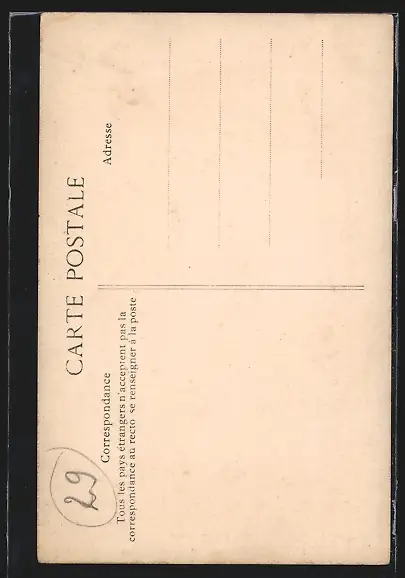 CARTE POSTALE
Correspondance
Tous les pays étrangers n'acceptent pas la
correspondance au recto se renseigner à la poste
Adresse
29